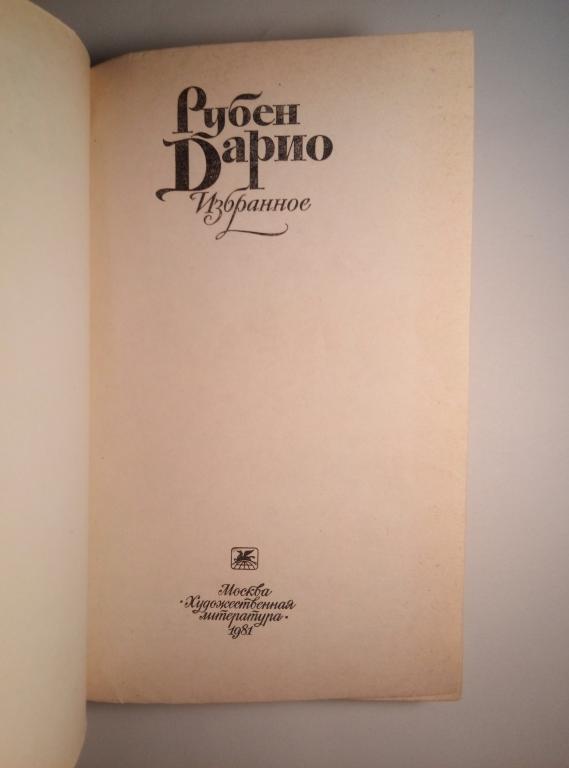 Рубен
Дарио
Избранное
Москва
·Художественная
литература·
1981